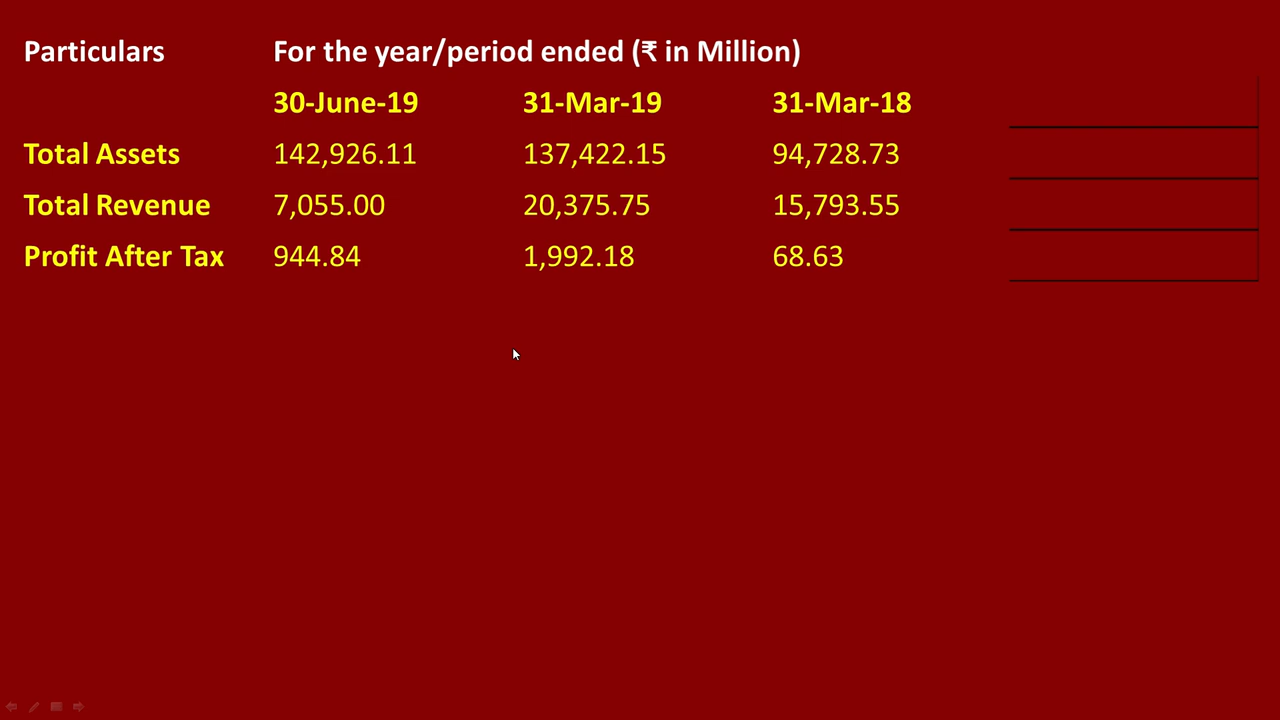 Particulars For the year/period ended (₹ in Million)
30-June-19 31-Mar-19 31-Mar-18
Total Assets 142,926.11 137,422.15 94,728.73
Total Revenue 7,055.00 20,375.75 15,793.55
Profit After Tax 944.84 1,992.18 68.63